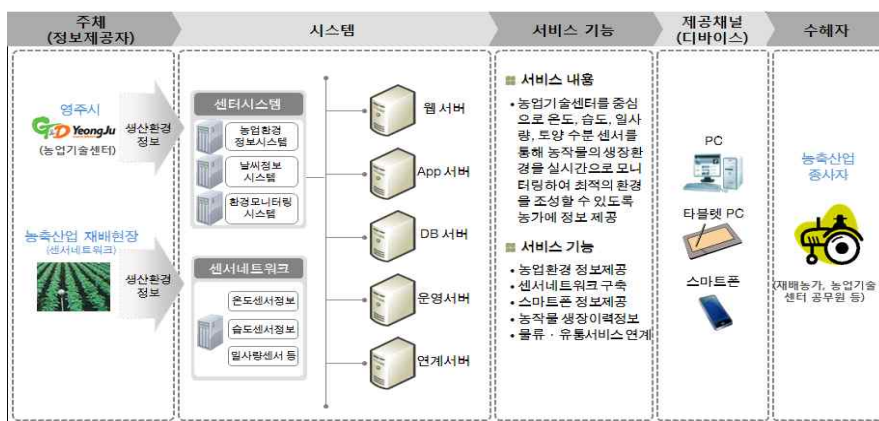 주체
(정보제공자)
시스템
서비스 기능
제공채널
(디바이스)
수혜자
영주시
GTD YeongJu
(농업기술센터)
생산환경
정보
농축산업 재배현장
(센서네트워크)
생산환경
정보
센터시스템
농업환경
정보시스템
날씨정보
시스템
환경모니터링
시스템
센서네트워크
온도센서정보
습도센서정보
일사량센서 등
웹 서버
App 서버
DB 서버
운영서버
연계서버
서비스 내용
• 농업기술센터를 중심
으로 온도, 습도, 일사
량, 토양 수분 센서를
통해 농작물의 생장환
경을 실시간으로 모니
터링하여 최적의 환경
을 조성할 수 있도록
농가에 정보 제공
서비스 기능
• 농업환경 정보제공
• 센서네트워크 구축
• 스마트폰 정보제공
• 농작물 생장이력정보
• 물류 · 유통서비스 연계
PC
타블렛 PC
스마트폰
농축산업
종사자
(재배농가, 농업기술
센터 공무원 등)